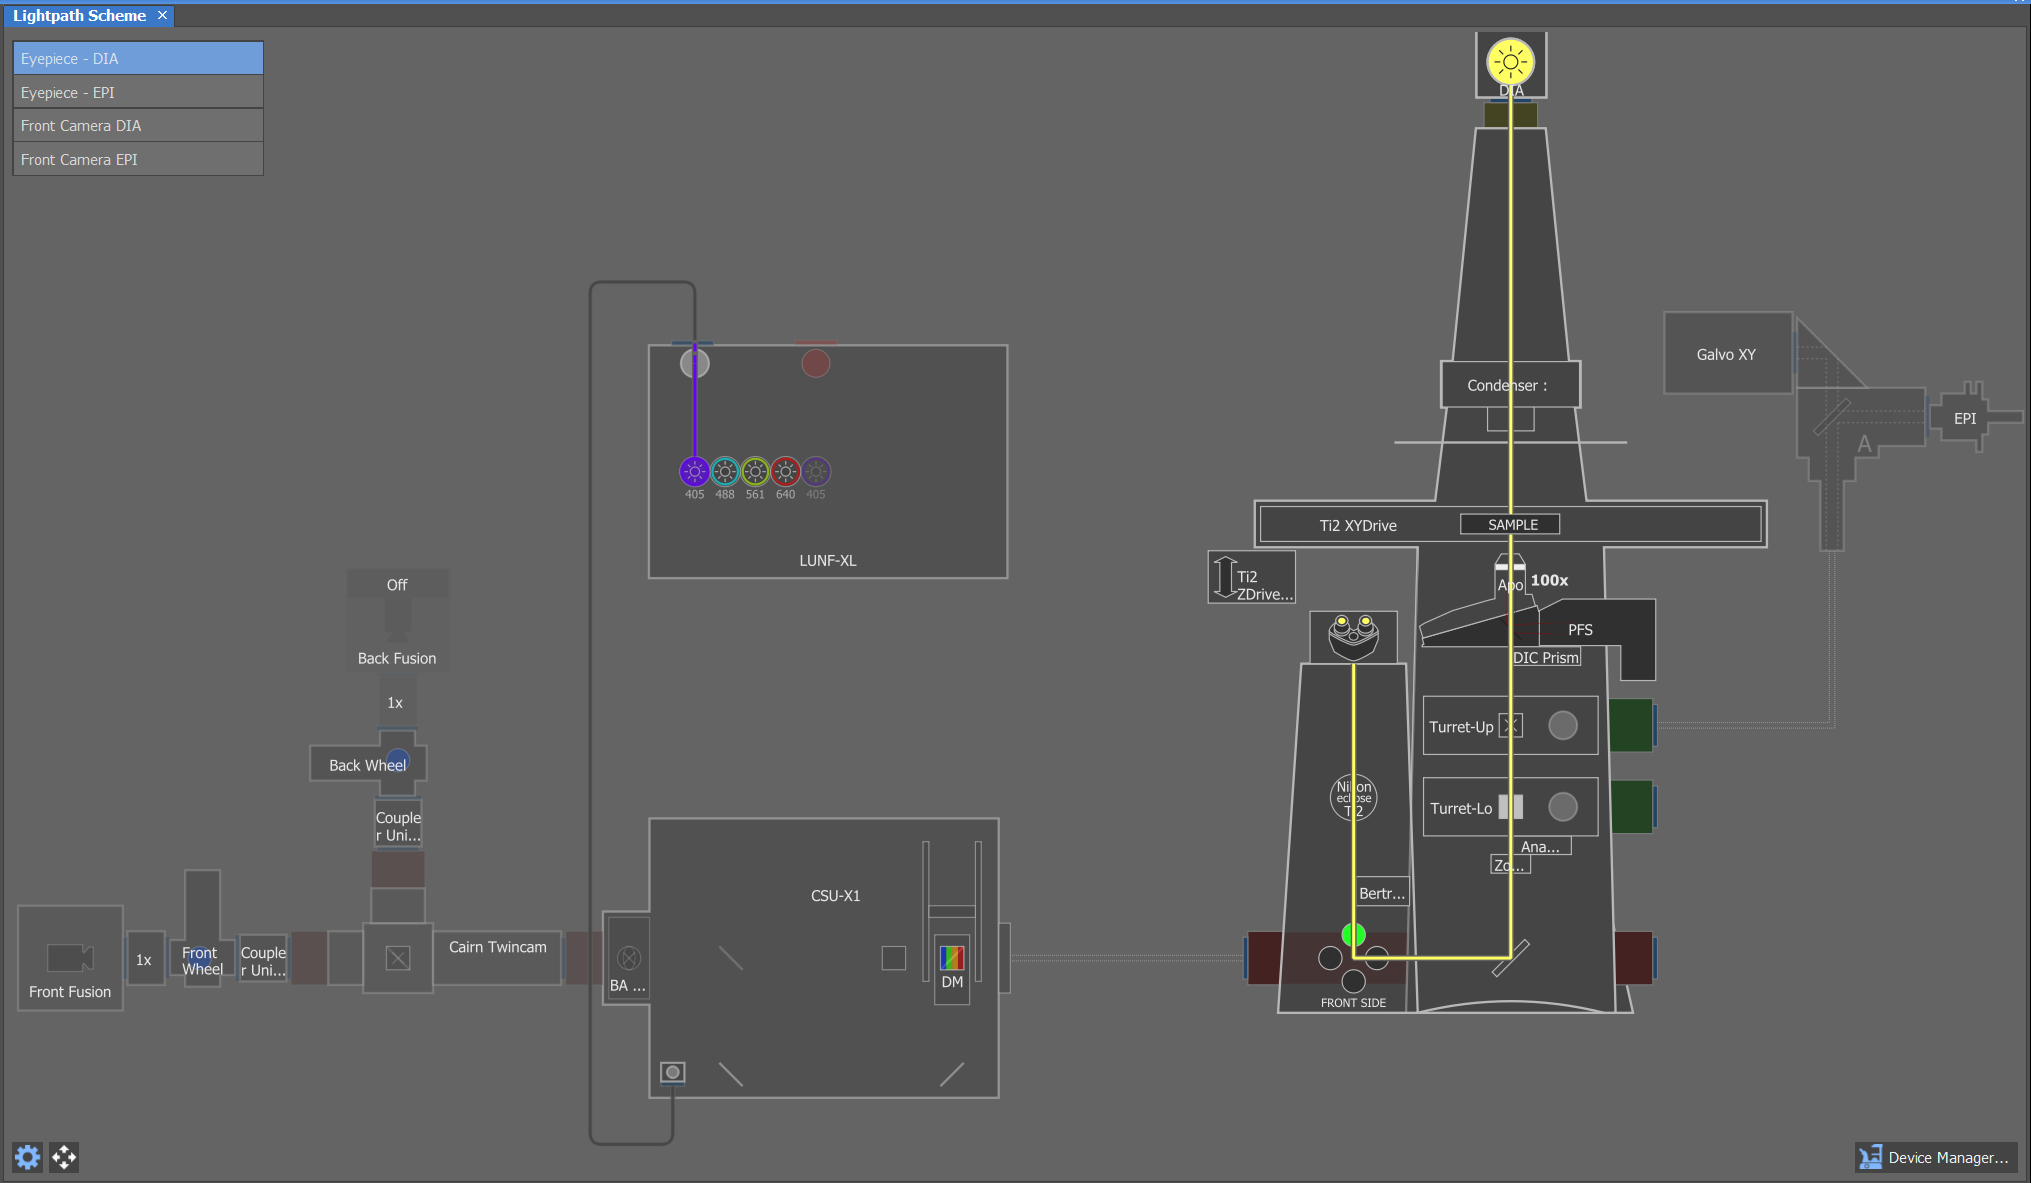 Lightpath Scheme
Eyepiece - DIA
Eyepiece - EPI
Front Camera DIA
Front Camera EPI
DIA
Galvo XY
Condenser :
EPI
A
405 488 561 640 405
LUNF-XL
Ti2 XYDrive
SAMPLE
Ti2
ZDrive...
Apo
100x
PFS
DIC Prism
Off
Back Fusion
1x
Back Wheel
Turret-Up
Nikon
eclipse
Ti2
Turret-Lo
Couple
r Uni...
Ana...
Zo...
CSU-X1
Bertr...
Cairn Twincam
Front Fusion
1x
Front
Wheel
Couple
r Uni...
BA ...
DM
FRONT SIDE
Device Manager...